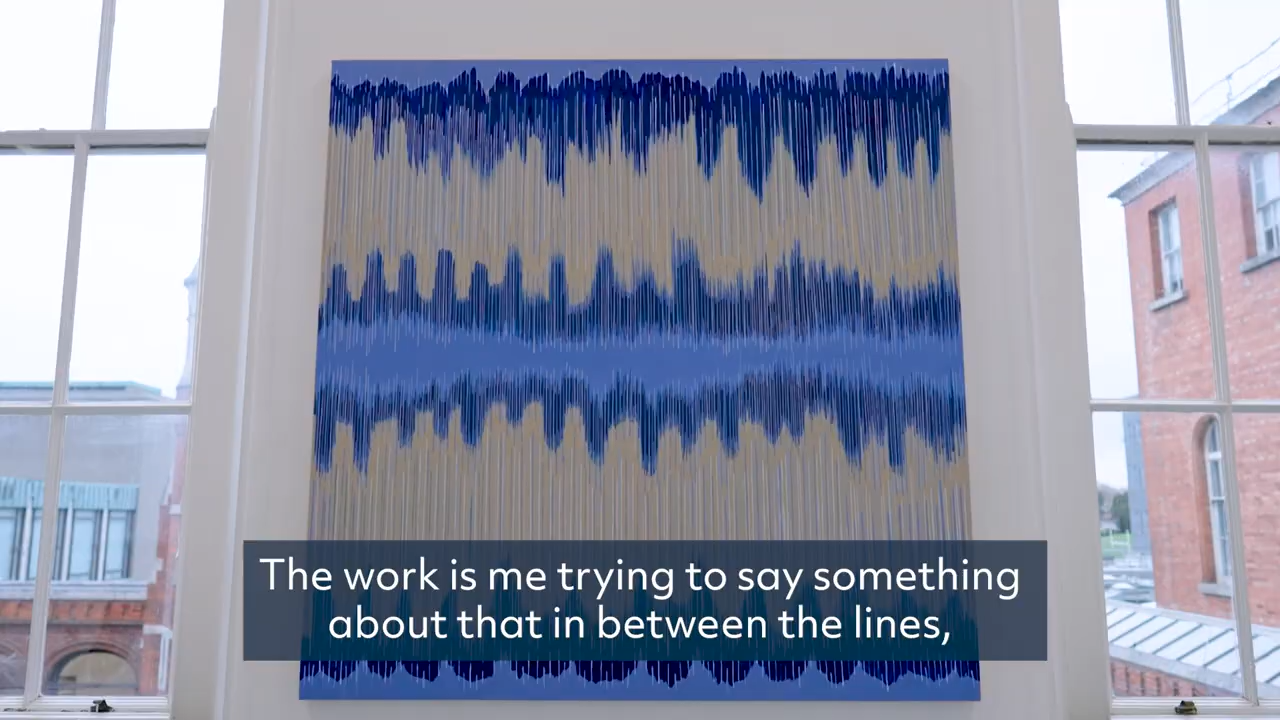 The work is me trying to say something
about that in between the lines,